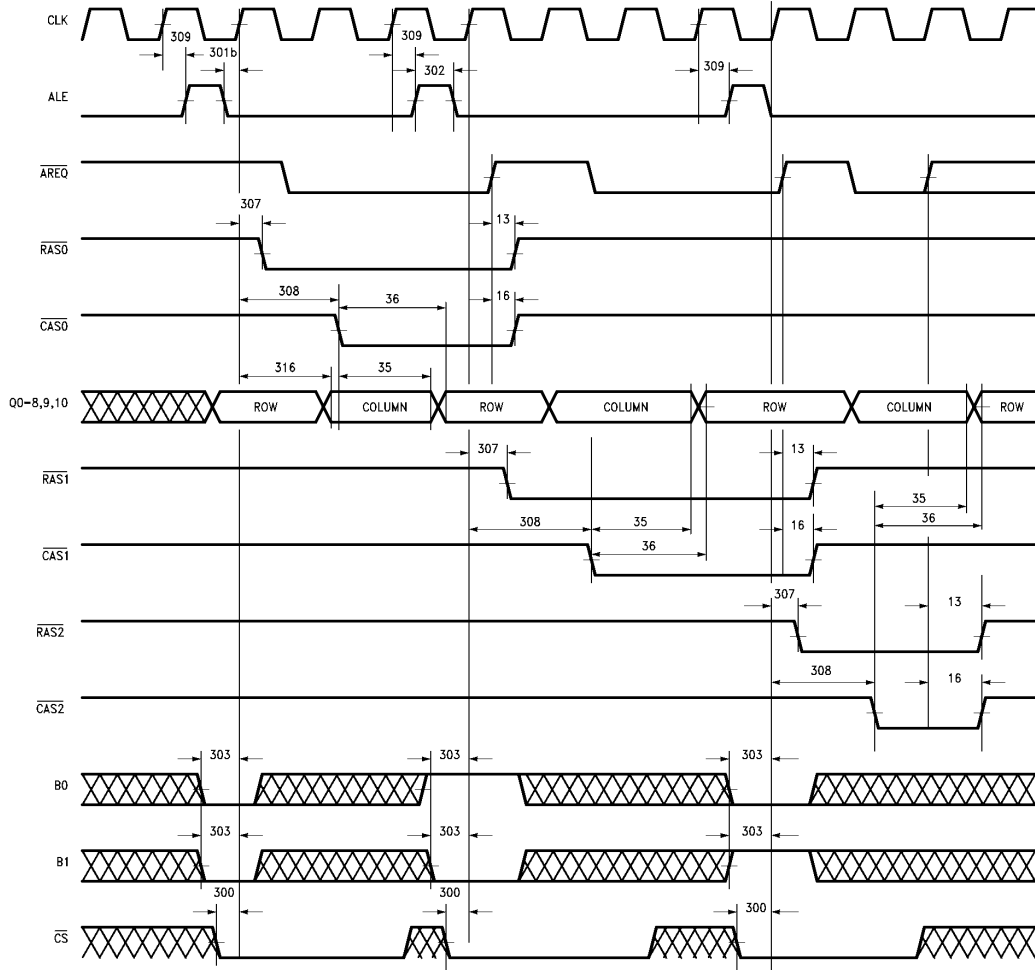 CLK
309 301b 309 302 309
ALE
AREQ
307 13
RAS0
308 36 16
CAS0
316 35
Q0-8,9,10 ROW COLUMN ROW COLUMN ROW COLUMN ROW
307 13
RAS1
35
308 35 16 36
36
CAS1
307 13
RAS2
308 16
CAS2
303 303 303
B0
303 303 303
B1
300 300 300
CS